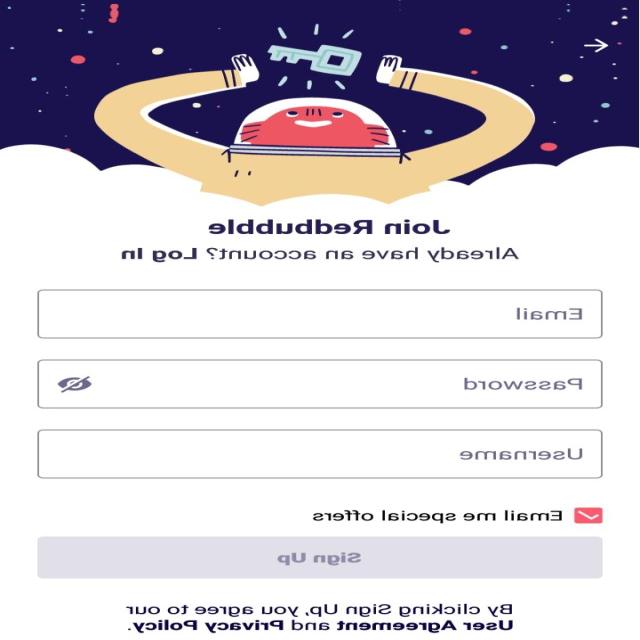 Join Redbubble
Already have an account? Log In
Email
Password
Username
Email me special offers
Sign Up
By clicking Sign Up, you agree to our
User Agreement and Privacy Policy.